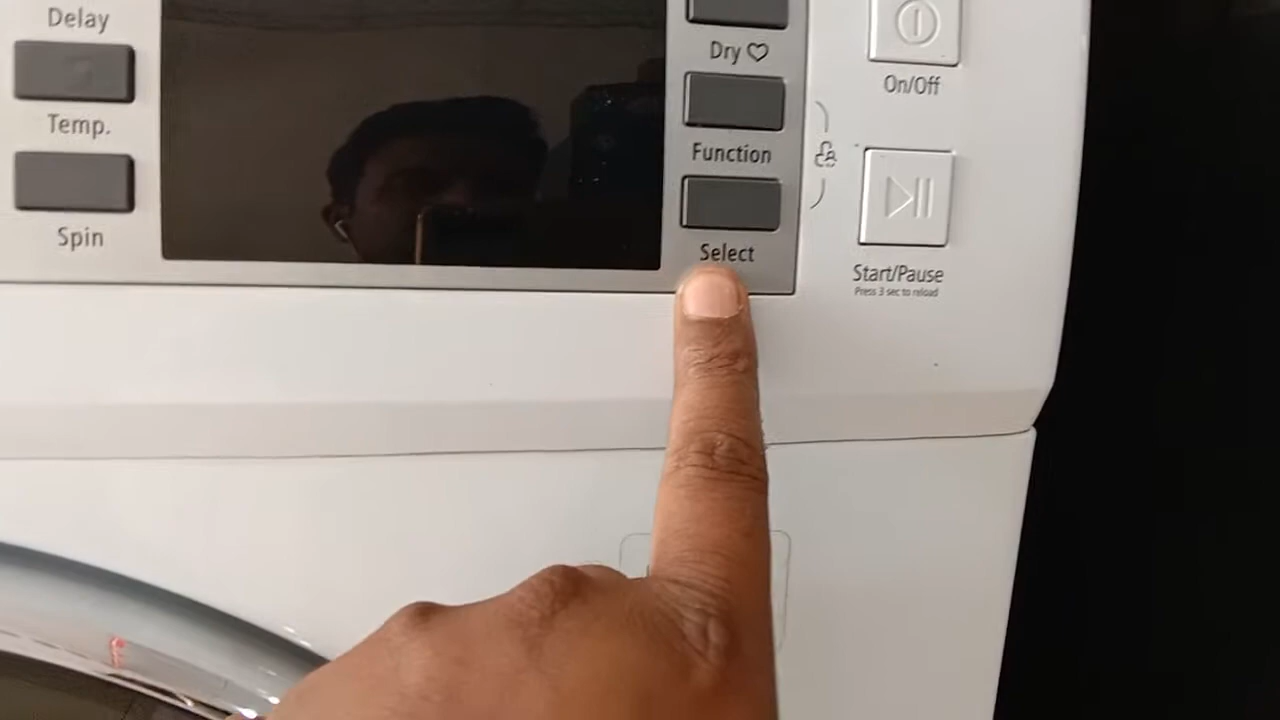 Delay
Temp.
Spin
Dry
Function
Select
On/Off
Start/Pause
Press 3 sec to reload